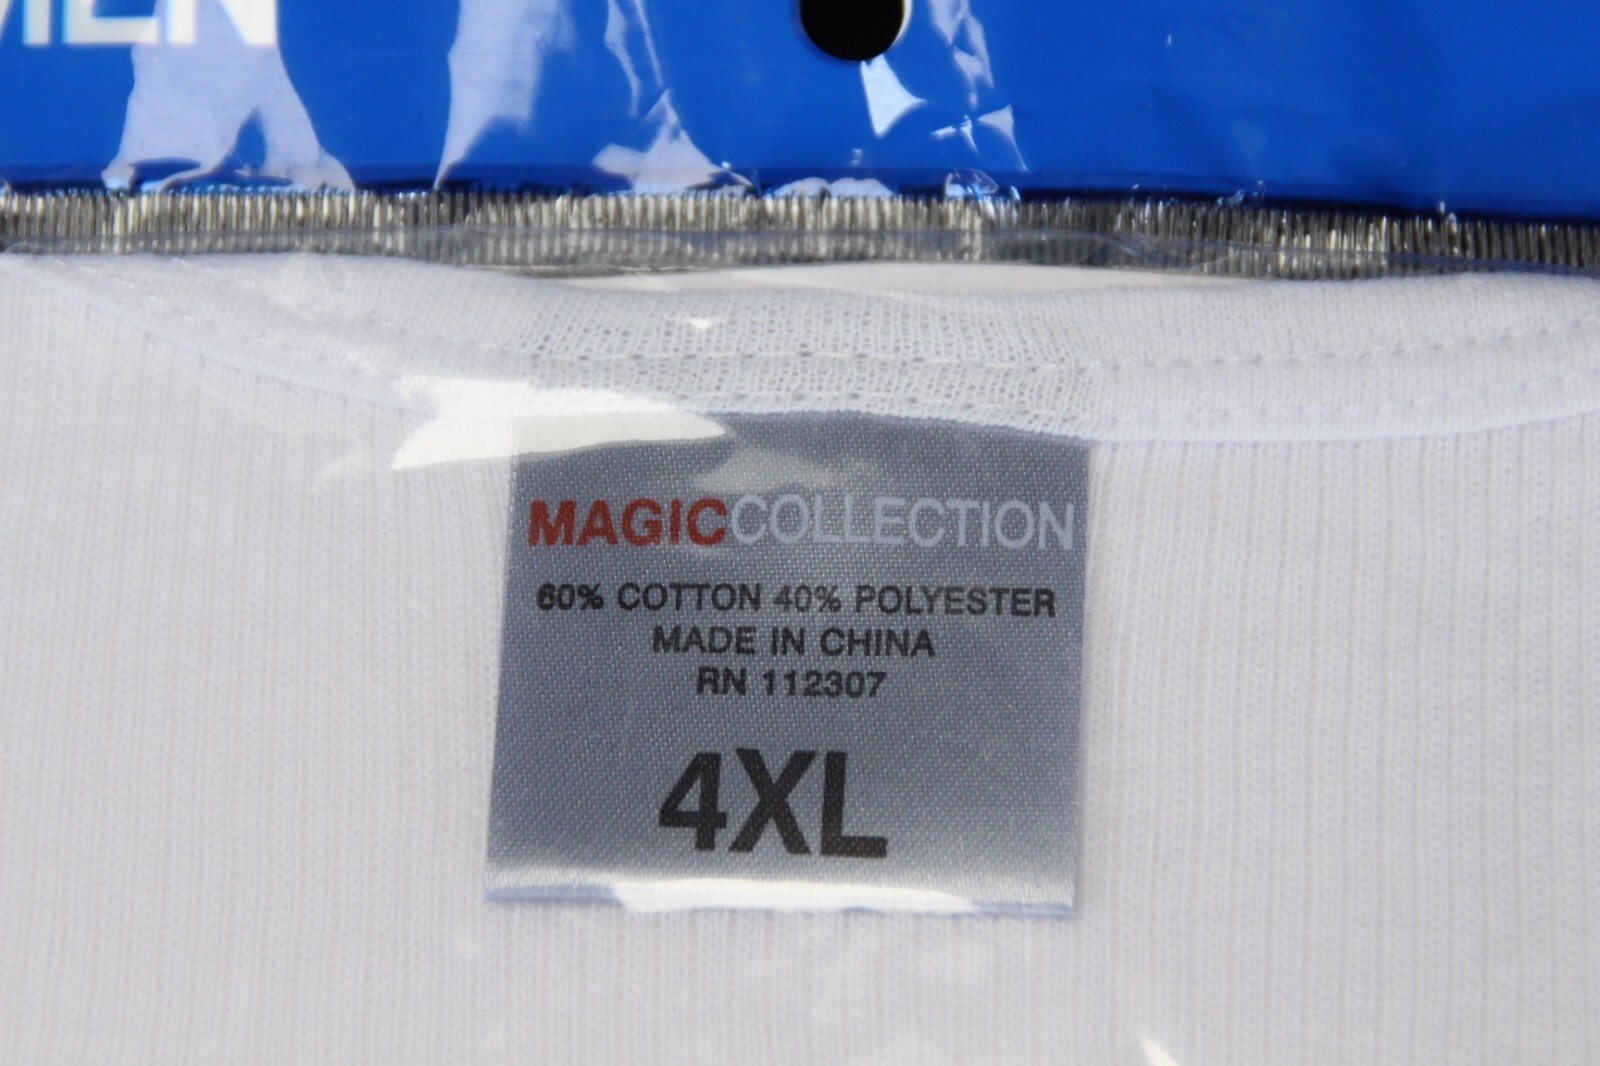 MAGICCOLLECTION
60% COTTON 40% POLYESTER
MADE IN CHINA
RN 112307
4XL